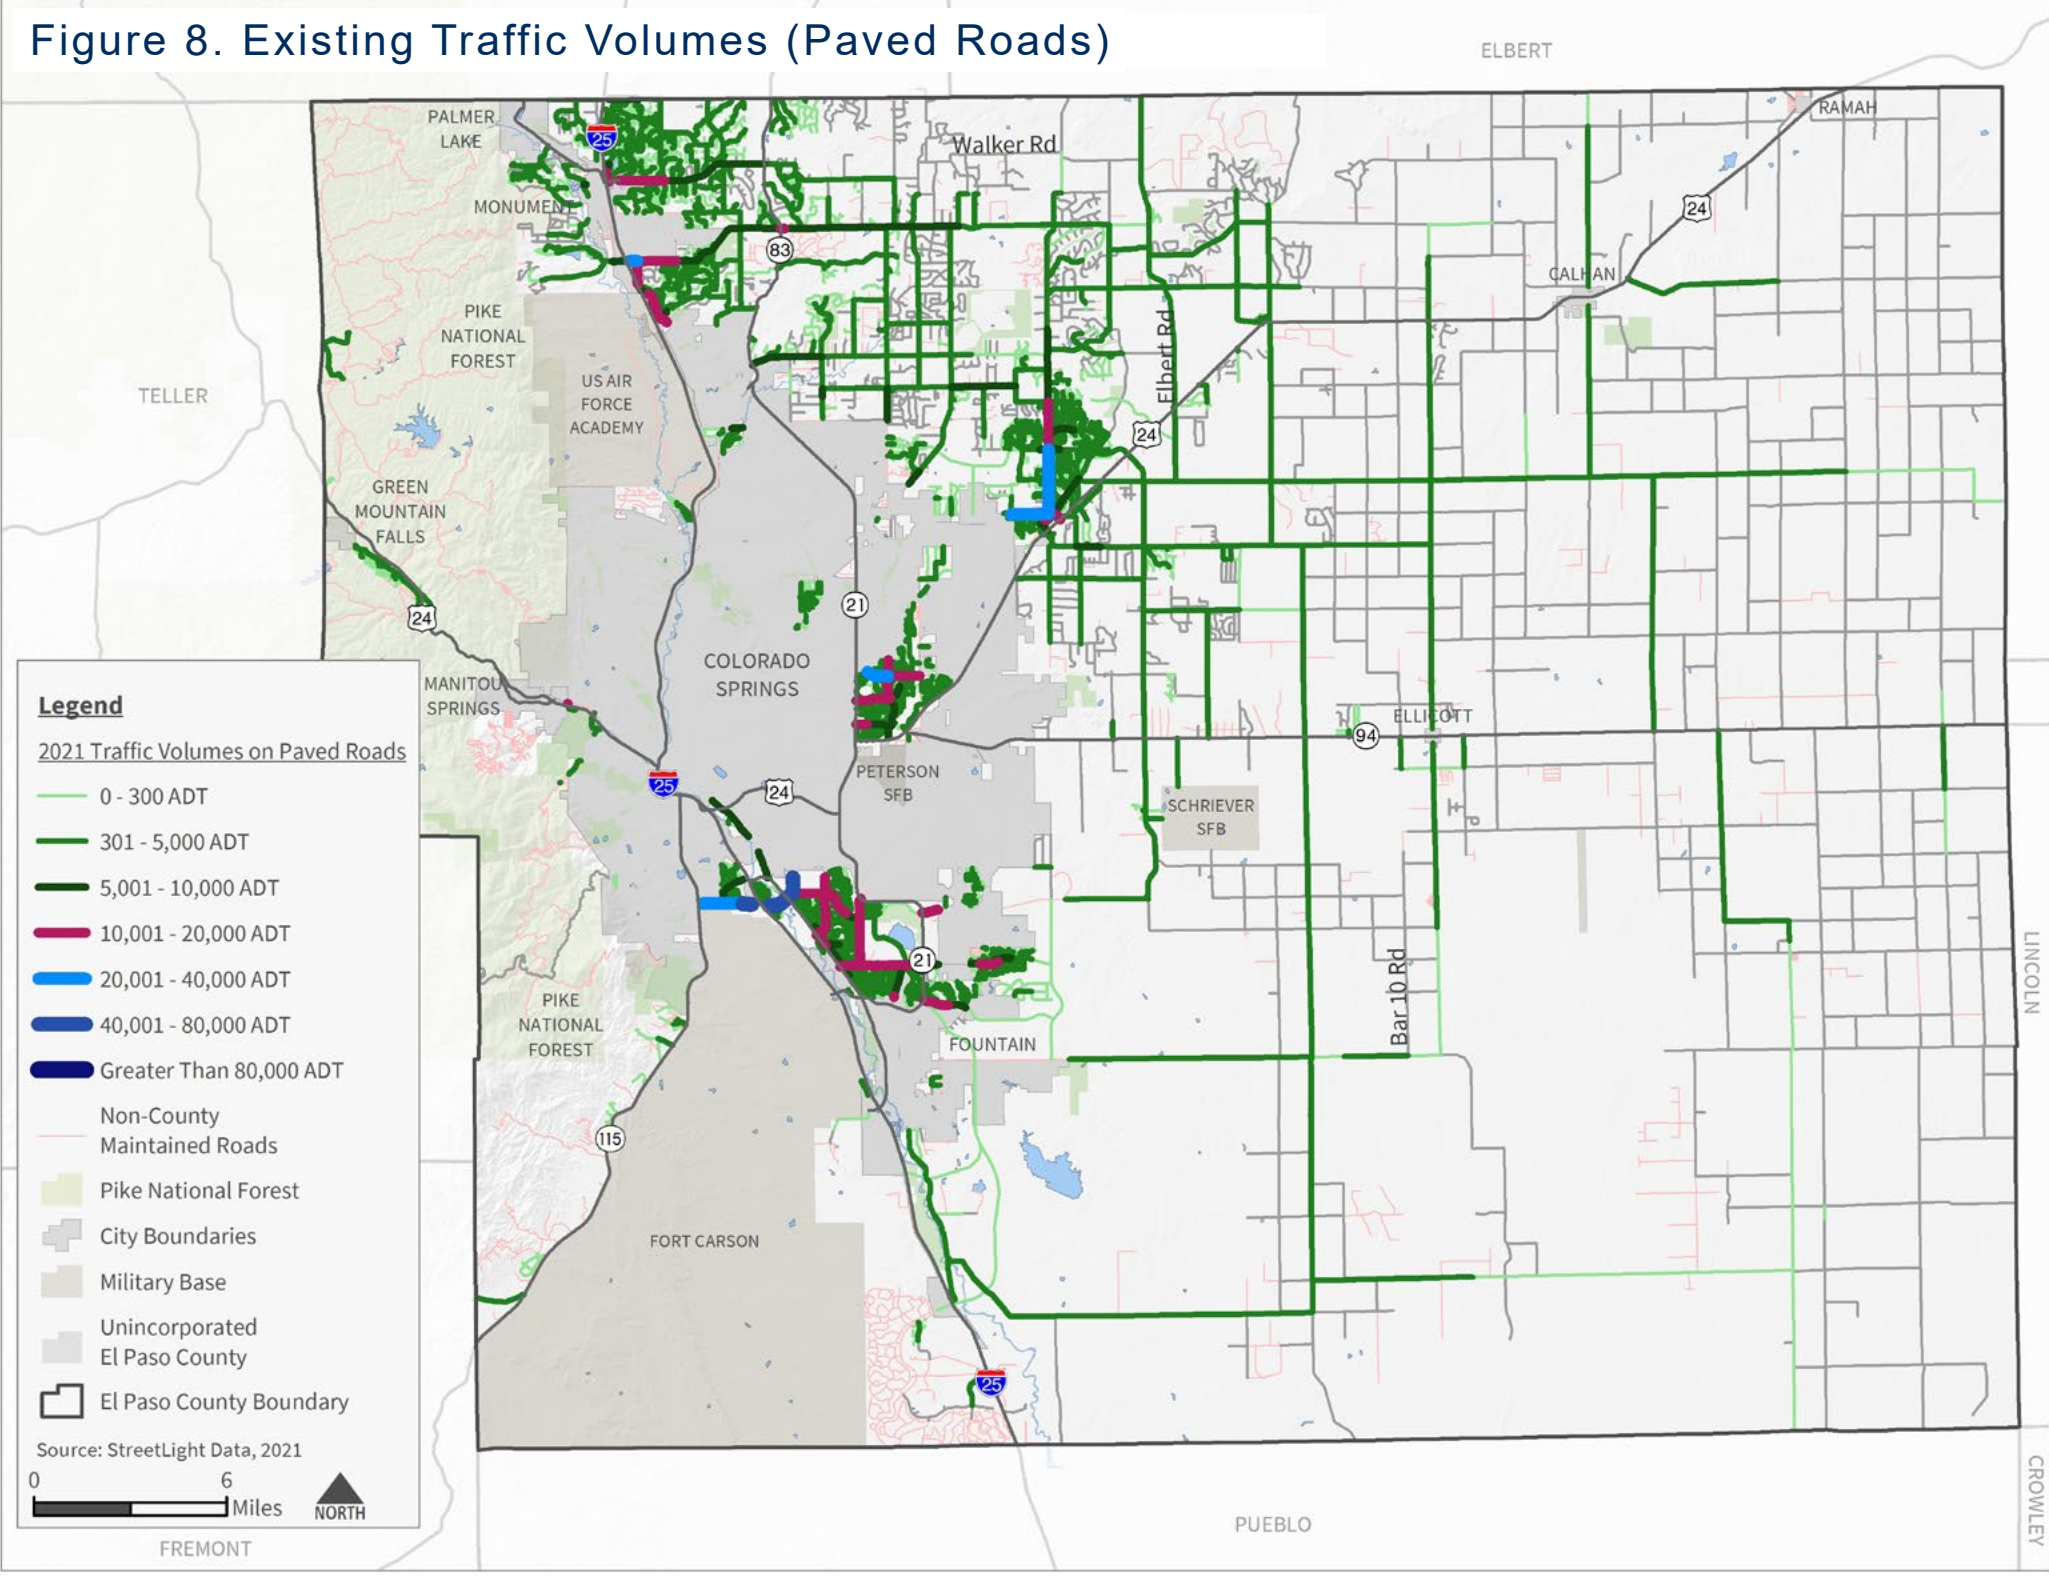 Figure 8. Existing Traffic Volumes (Paved Roads)
ELBERT
PALMER
LAKE
25
Walker Rd
RAMAH
MONUMENT
24
83
CALHAN
PIKE
NATIONAL
FOREST
TELLER
US AIR
FORCE
ACADEMY
Elbert Rd
24
GREEN
MOUNTAIN
FALLS
24
21
COLORADO
SPRINGS
MANITOU
SPRINGS
ELLICOTT
94
25
24
PETERSON
SFB
SCHRIEVER
SFB
21
Bar 10 Rd
LINCOLN
PIKE
NATIONAL
FOREST
FOUNTAIN
115
FORT CARSON
25
PUEBLO
CROWLEY
FREMONT
Legend
2021 Traffic Volumes on Paved Roads
0 - 300 ADT
301 - 5,000 ADT
5,001 - 10,000 ADT
10,001 - 20,000 ADT
20,001 - 40,000 ADT
40,001 - 80,000 ADT
Greater Than 80,000 ADT
Non-County
Maintained Roads
Pike National Forest
City Boundaries
Military Base
Unincorporated
El Paso County
El Paso County Boundary
Source: StreetLight Data, 2021
0 6
Miles
NORTH